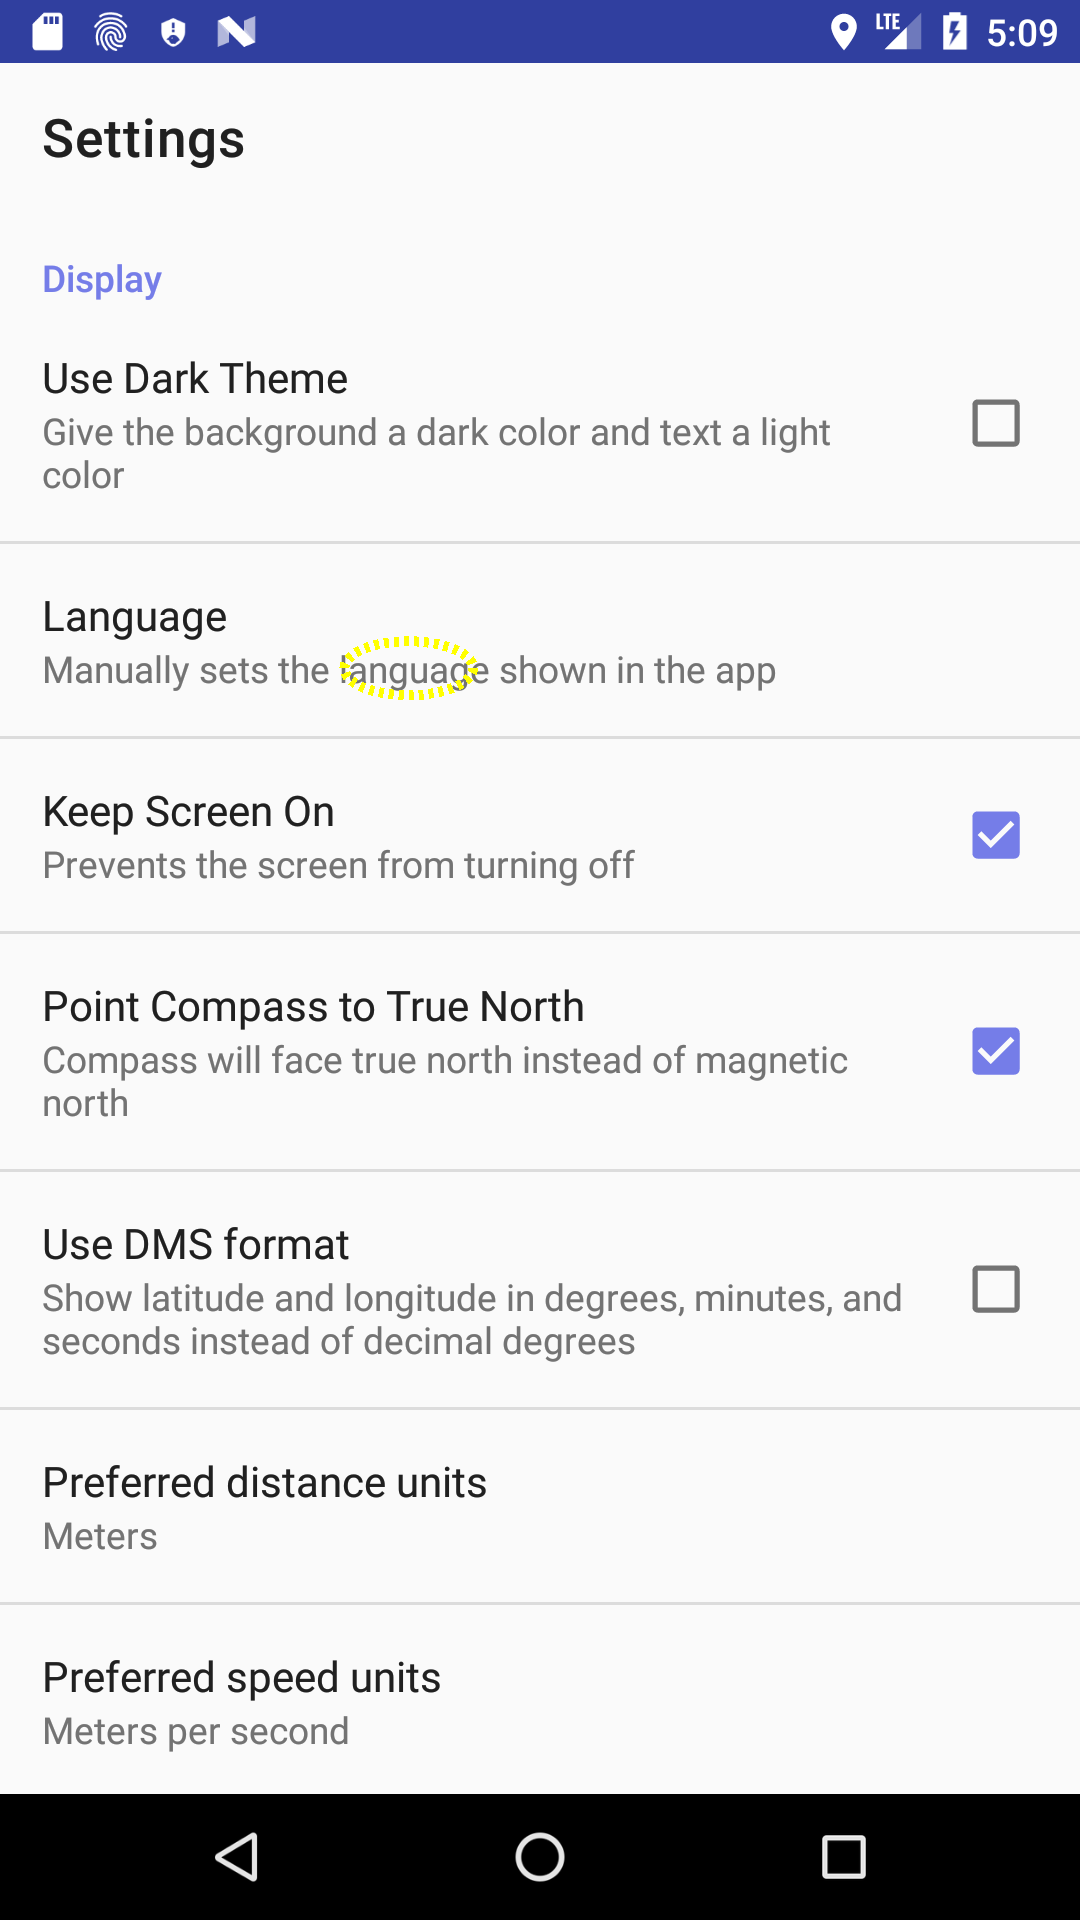 LTE 5:09
Settings
Display
Use Dark Theme
Give the background a dark color and text a light
color
Language
Manually sets the language shown in the app
Keep Screen On
Prevents the screen from turning off
Point Compass to True North
Compass will face true north instead of magnetic
north
Use DMS format
Show latitude and longitude in degrees, minutes, and
seconds instead of decimal degrees
Preferred distance units
Meters
Preferred speed units
Meters per second